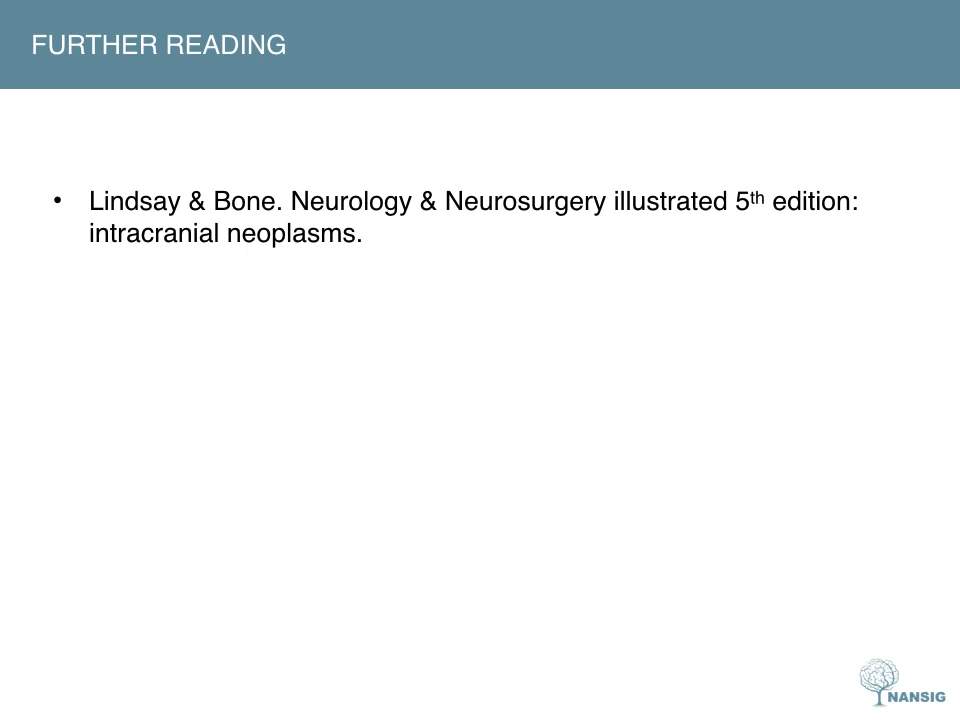 FURTHER READING
• Lindsay & Bone. Neurology & Neurosurgery illustrated 5th edition:
intracranial neoplasms.
NANSIG